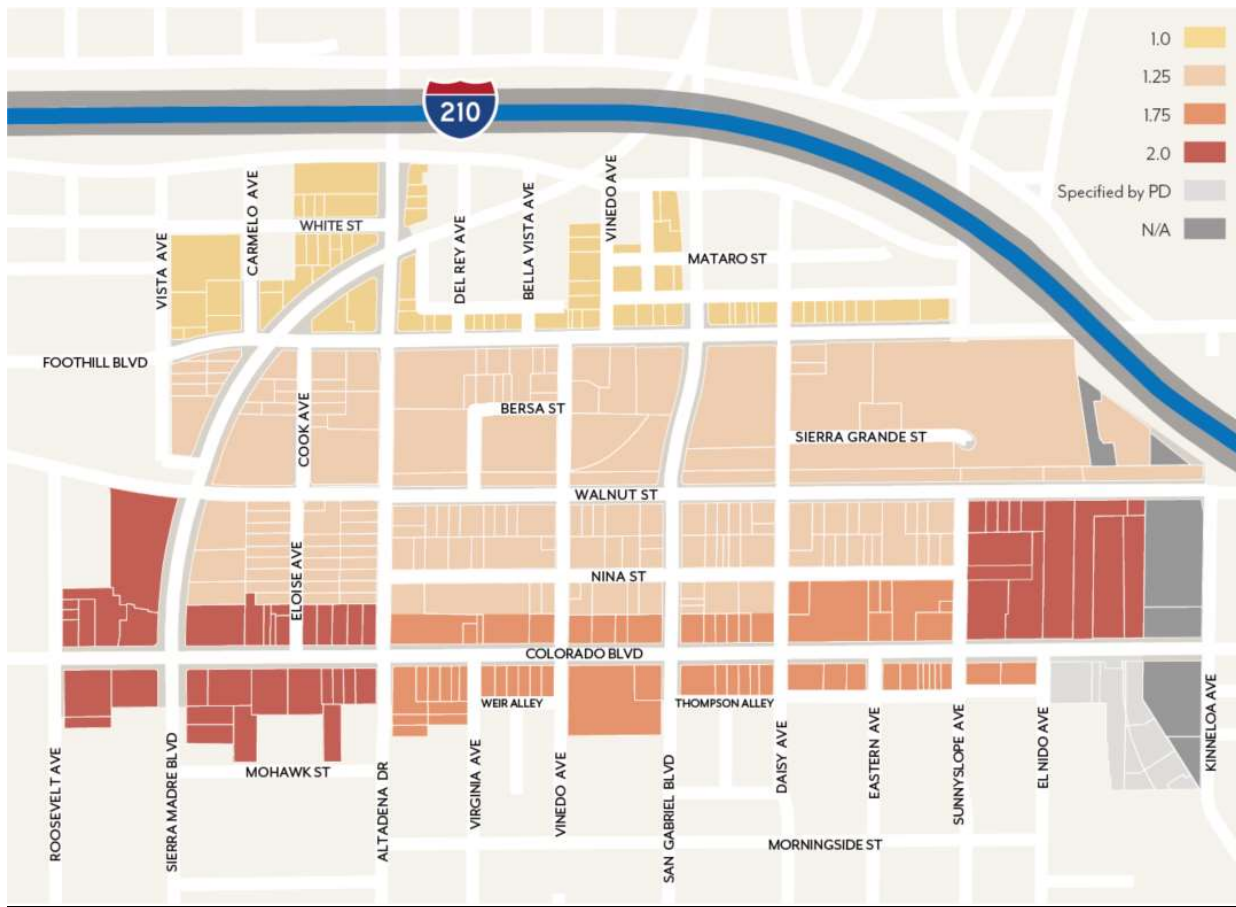 1.0
1.25
1.75
2.0
Specified by PD
N/A
210
VISTA AVE
CARMELO AVE
WHITE ST
DEL REY AVE
BELLA VISTA AVE
VINEDO AVE
MATARO ST
FOOTHILL BLVD
COOK AVE
BERSA ST
SIERRA GRANDE ST
WALNUT ST
ELOISE AVE
NINA ST
COLORADO BLVD
WEIR ALLEY
THOMPSON ALLEY
ROOSEVELT AVE
SIERRA MADRE BLVD
MOHAWK ST
ALTADENA DR
VIRGINIA AVE
VINEDO AVE
SAN GABRIEL BLVD
DAISY AVE
EASTERN AVE
SUNNYSLOPE AVE
EL NIDO AVE
KINNELOA AVE
MORNINGSIDE ST